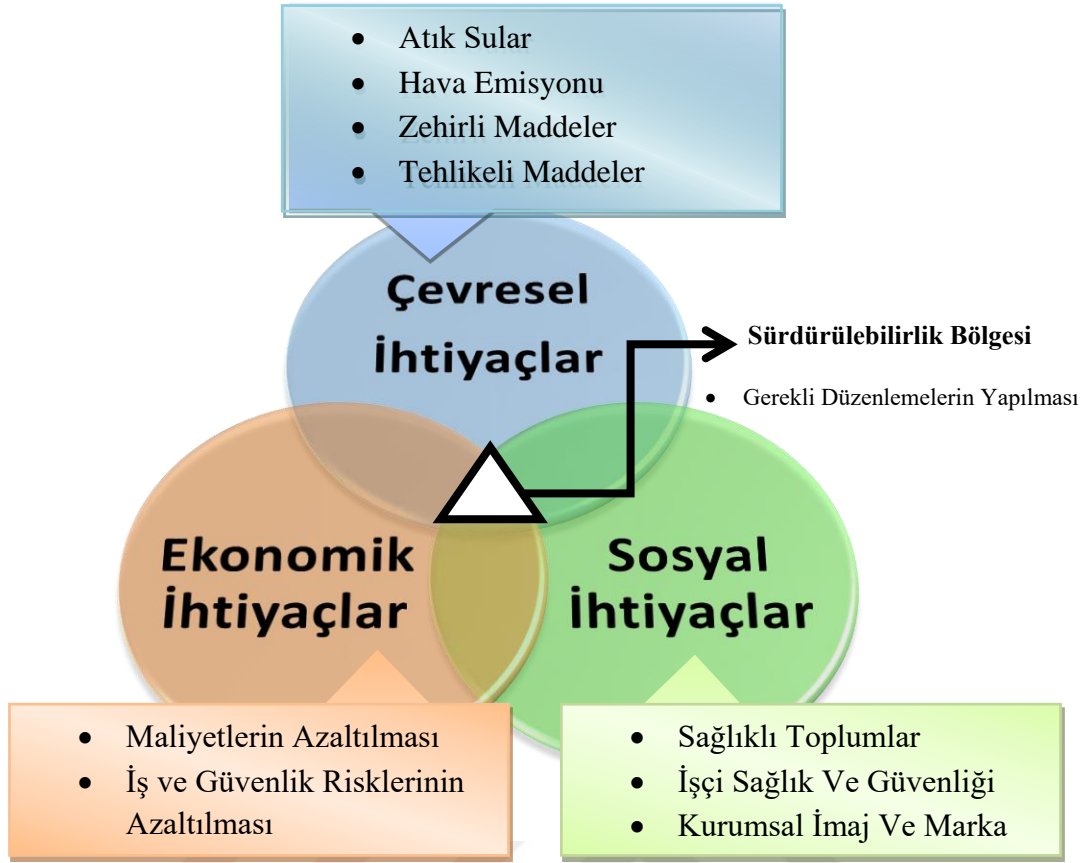 • Atık Sular
• Hava Emisyonu
• Zehirli Maddeler
• Tehlikeli Maddeler
Çevresel
İhtiyaçlar
Sürdürülebilirlik Bölgesi
• Gerekli Düzenlemelerin Yapılması
Ekonomik
İhtiyaçlar
Sosyal
İhtiyaçlar
• Maliyetlerin Azaltılması
• İş ve Güvenlik Risklerinin
Azaltılması
• Sağlıklı Toplumlar
• İşçi Sağlık Ve Güvenliği
• Kurumsal İmaj Ve Marka